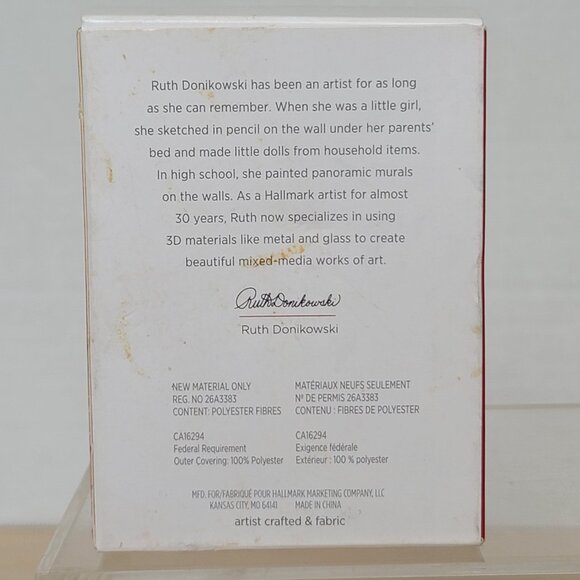 Ruth Donikowski has been an artist for as long
as she can remember. When she was a little girl,
she sketched in pencil on the wall under her parents'
bed and made little dolls from household items.
In high school, she painted panoramic murals
on the walls. As a Hallmark artist for almost
30 years, Ruth now specializes in using
3D materials like metal and glass to create
beautiful mixed-media works of art.
Ruth Donikowski
Ruth Donikowski
NEW MATERIAL ONLY
REG. NO 26A3383
CONTENT: POLYESTER FIBRES
CA16294
Federal Requirement
Outer Covering: 100% Polyester
MATÉRIAUX NEUFS SEULEMENT
Nº DE PERMIS 26A3383
CONTENU : FIBRES DE POLYESTER
CA16294
Exigence fédérale
Extérieur : 100 % polyester
MFD. FOR/FABRIQUÉ POUR HALLMARK MARKETING COMPANY, LLC
KANSAS CITY, MO 64141 MADE IN CHINA
artist crafted & fabric